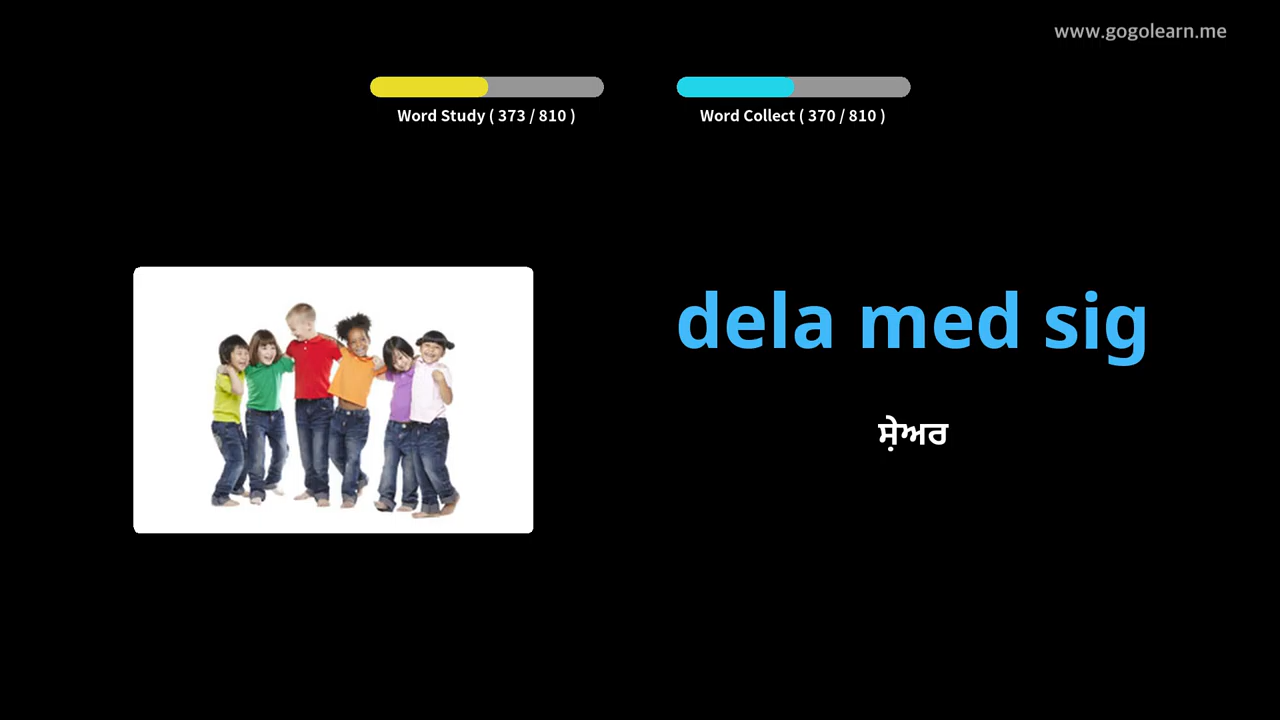 www.gogolearn.me
Word Study ( 373 / 810 )
Word Collect ( 370 / 810 )
dela med sig
ਸ਼ੇਅਰ